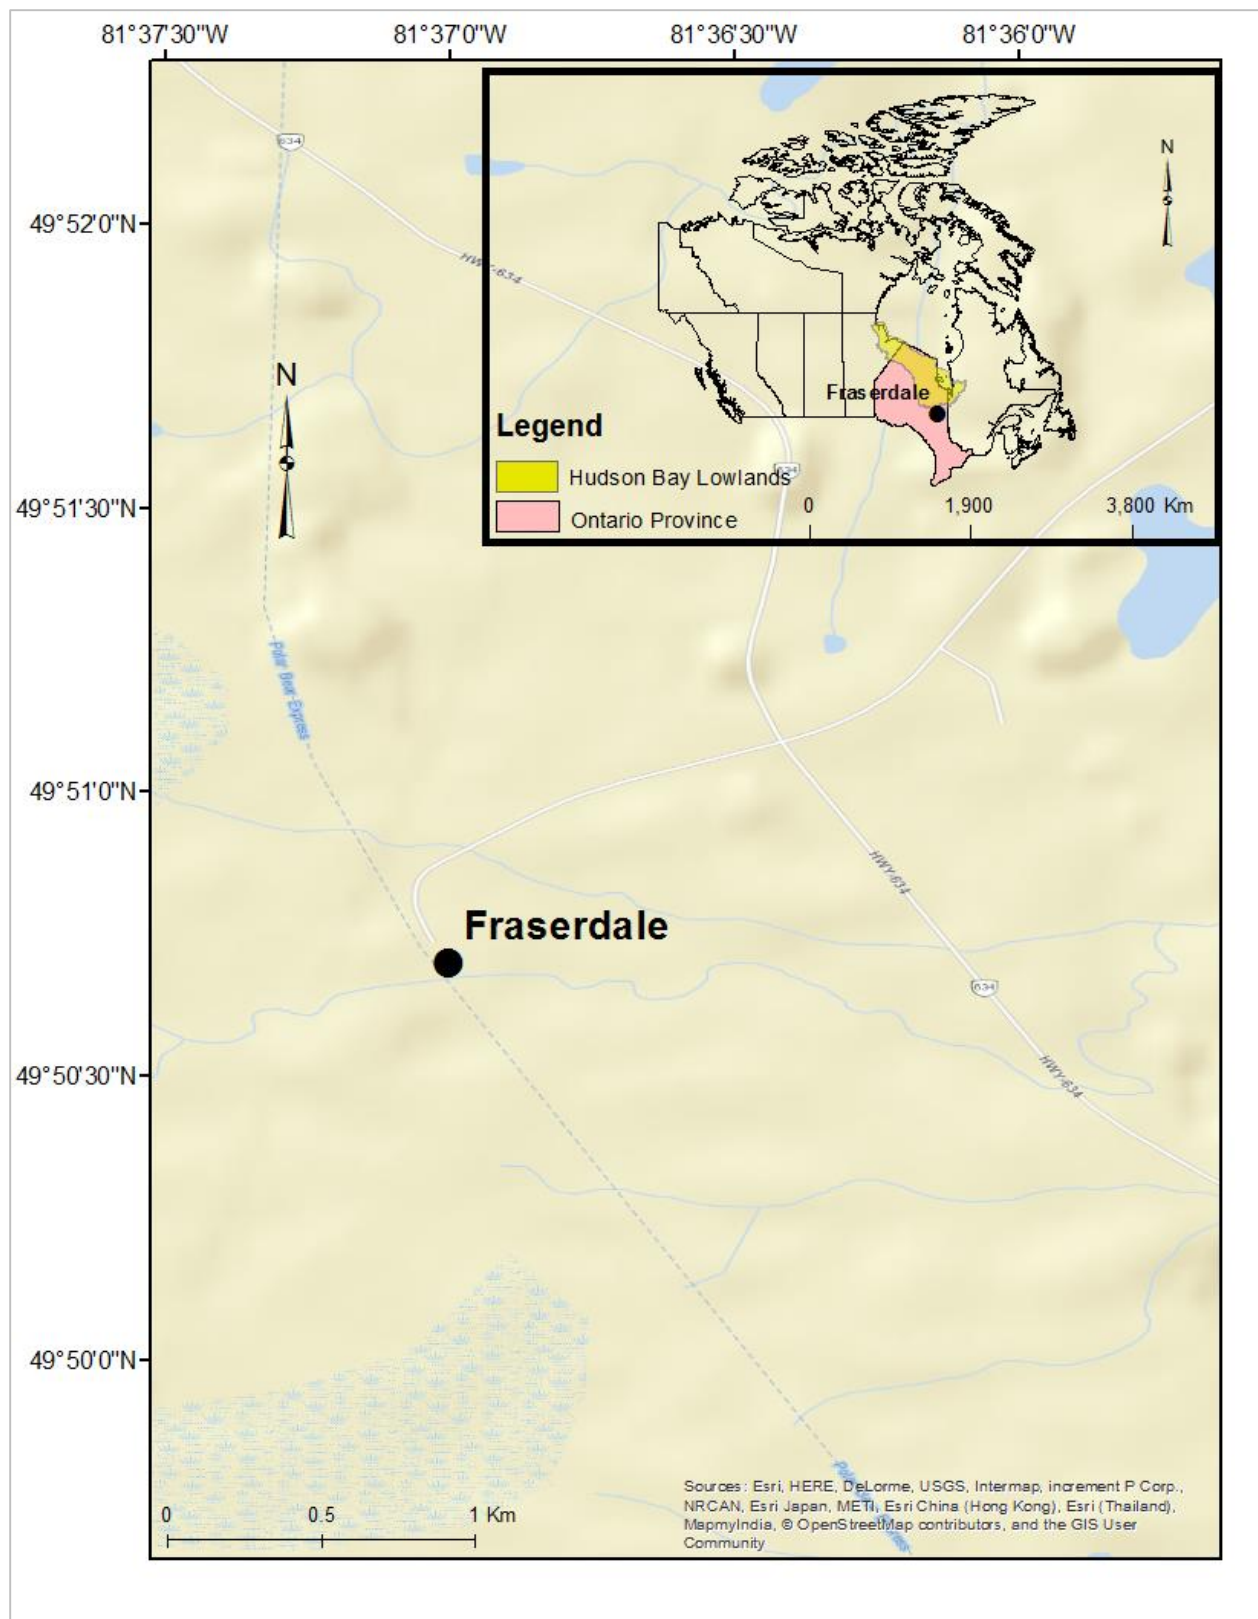 81°37'30"W
81°37'0"W
81°36'30"W
81°36'0"W
634
N
49°52'0"N
HWY-634
N
Fraserdale
Legend
634
Hudson Bay Lowlands
49°51'30"N
0 1,900 3,800 Km
Ontario Province
Polar Bear Express
49°51'0"N
HWY-634
Fraserdale
634
HWY-634
49°50'30"N
49°50'0"N
Polar Bear Express
0 0.5 1 Km
Sources: Esri, HERE, DeLorme, USGS, Intermap, increment P Corp.,
NRCAN, Esri Japan, METI, Esri China (Hong Kong), Esri (Thailand),
MapmyIndia, © OpenStreetMap contributors, and the GIS User
Community